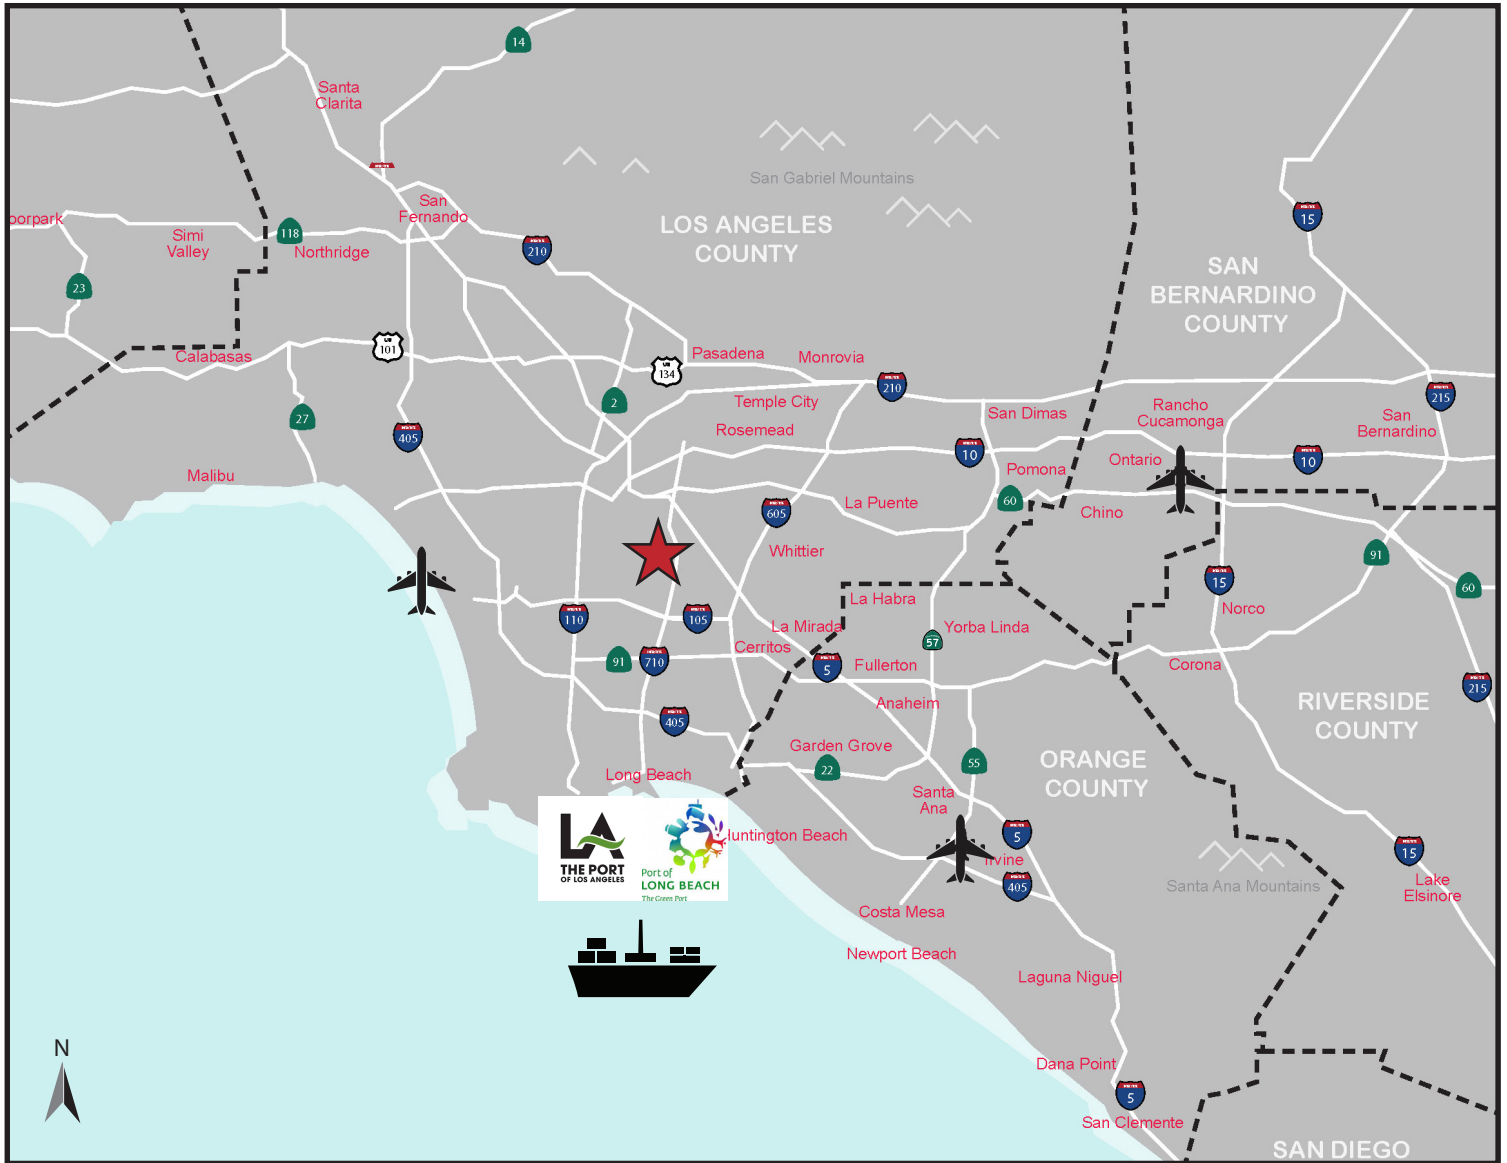 14
Santa
Clarita
San Gabriel Mountains
San
Fernando
15
oorpark
LOS ANGELES
COUNTY
118
Simi
Valley
Northridge
210
SAN
BERNARDINO
COUNTY
23
US
101
Calabasas
Pasadena
Monrovia
US
134
210
2
Temple City
215
27
San Dimas
Rancho
Cucamonga
San
Bernardino
Rosemead
405
10
10
Pomona
Ontario
Malibu
La Puente
60
Chino
605
Whittier
91
15
60
La Habra
Norco
110
105
La Mirada
57
Yorba Linda
Cerritos
91
710
5
Fullerton
Corona
215
Anaheim
RIVERSIDE
COUNTY
405
Garden Grove
22
55
ORANGE
COUNTY
Long Beach
Santa
Ana
LA
THE PORT
OF LOS ANGELES
Port of
LONG BEACH
The Green Port
Huntington Beach
5
15
Irvine
405
Santa Ana Mountains
Lake
Elsinore
Costa Mesa
Newport Beach
Laguna Niguel
N
Dana Point
5
San Clemente
SAN DIEGO